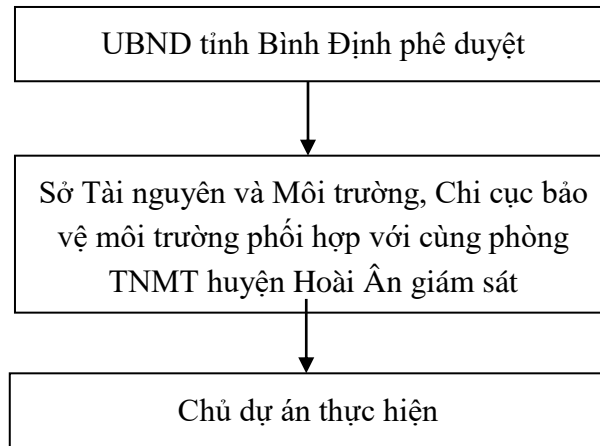 UBND tỉnh Bình Định phê duyệt
Sở Tài nguyên và Môi trường, Chi cục bảo
vệ môi trường phối hợp với cùng phòng
TNMT huyện Hoài Ân giám sát
Chủ dự án thực hiện